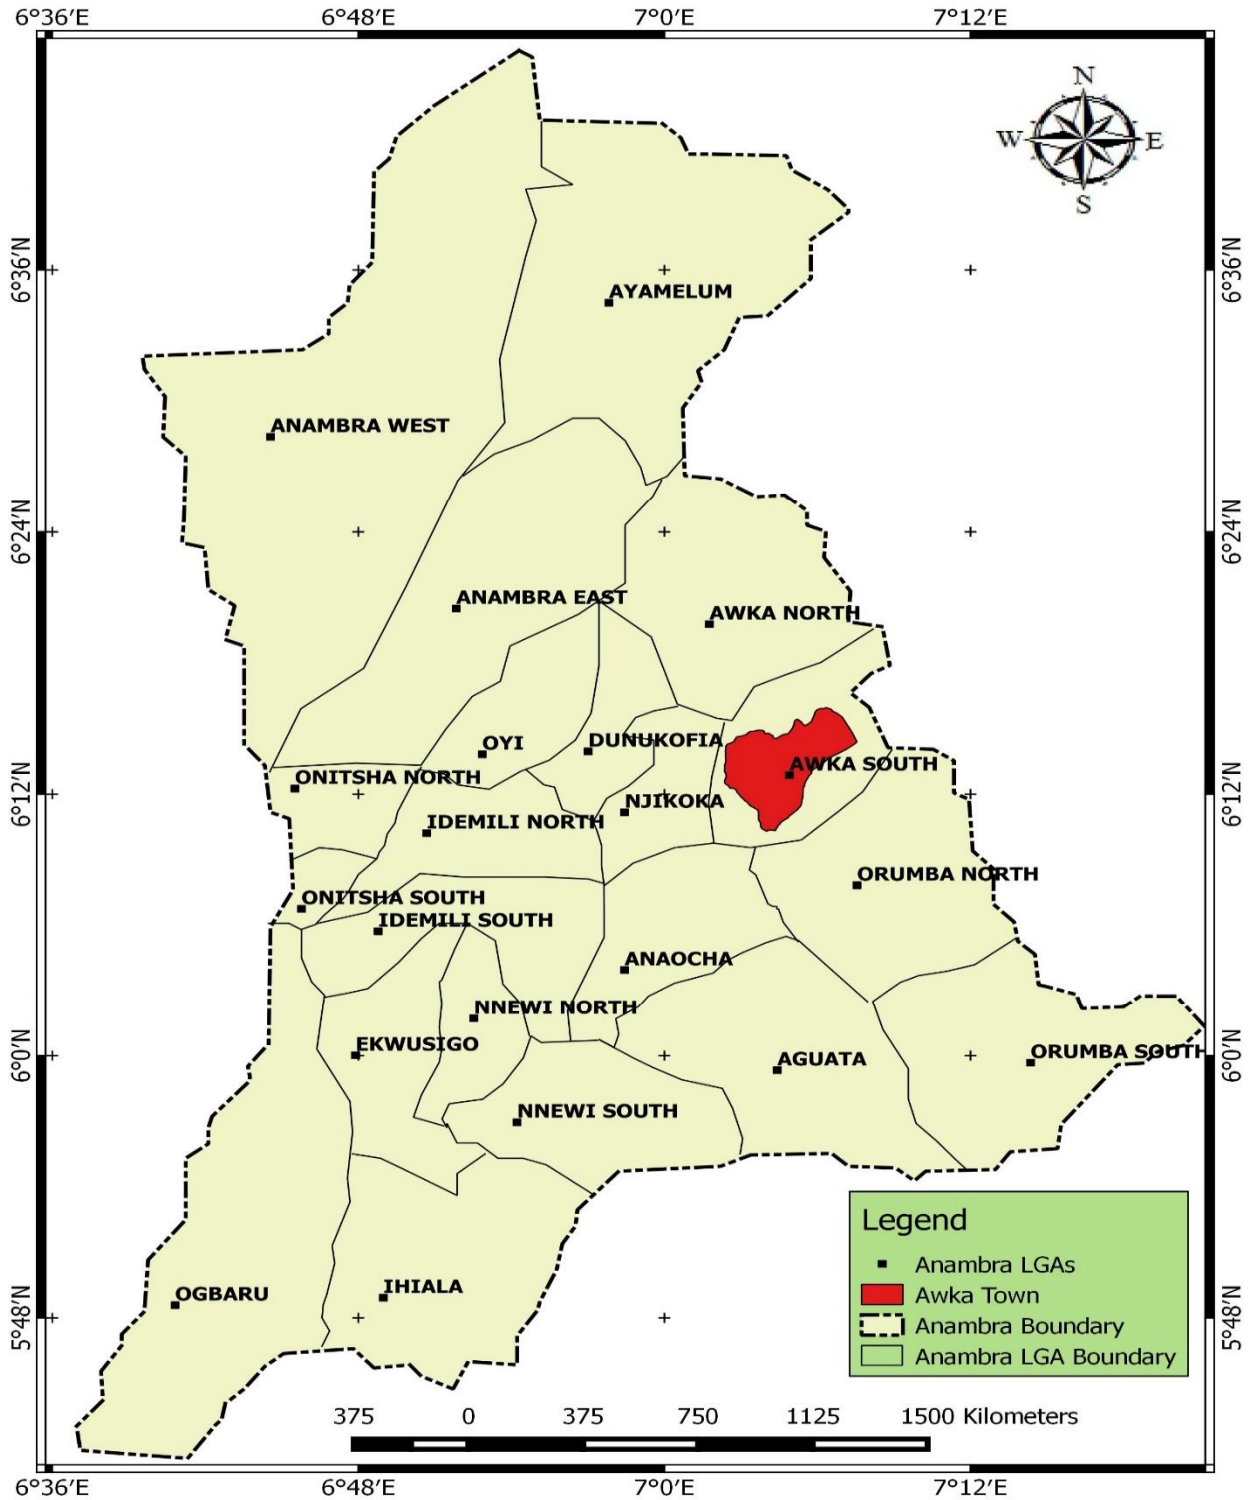 6°36′E 6°48′E 7°0′E 7°12′E
N
W E
S
6°36′N 6°36′N
AYAMELUM
ANAMBRA WEST
6°24′N 6°24′N
ANAMBRA EAST
AWKA NORTH
OYI
DUNUKOFIA
AWKA SOUTH
ONITSHA NORTH
6°12′N 6°12′N
NJIKOKA
IDEMILI NORTH
ORUMBA NORTH
ONITSHA SOUTH
IDEMILI SOUTH
ANAOCHA
NNEWI NORTH
EKWUSIGO
6°0′N 6°0′N
AGUATA
ORUMBA SOUTH
NNEWI SOUTH
Legend
Anambra LGAs
Awka Town
Anambra Boundary
Anambra LGA Boundary
OGBARU
IHIALA
5°48′N 5°48′N
375 0 375 750 1125 1500 Kilometers
6°36′E 6°48′E 7°0′E 7°12′E